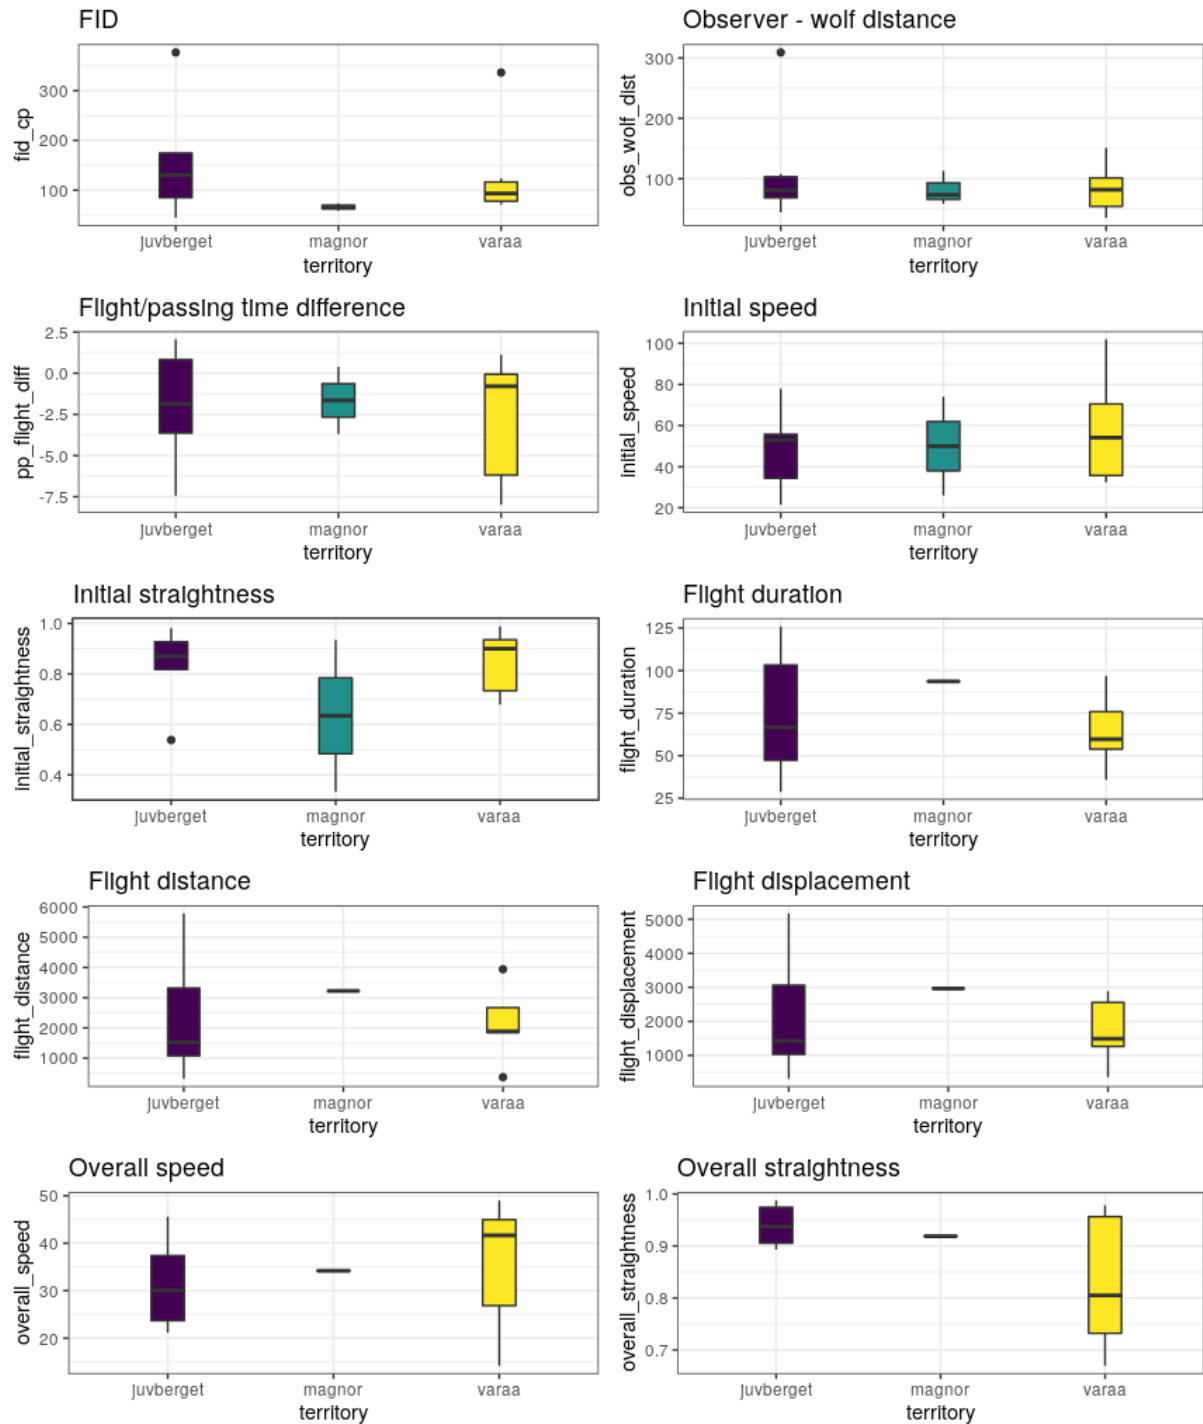 FID
fid_cp
300
200
100
juvberget
magnor
varaa
territory
Observer - wolf distance
obs_wolf_dist
300
200
100
juvberget
magnor
varaa
territory
Flight/passing time difference
pp_flight_diff
2.5
0.0
-2.5
-5.0
-7.5
juvberget
magnor
varaa
territory
Initial speed
initial_speed
100
80
60
40
20
juvberget
magnor
varaa
territory
Initial straightness
initial_straightness
1.0
0.8
0.6
0.4
juvberget
magnor
varaa
territory
Flight duration
flight_duration
125
100
75
50
25
juvberget
magnor
varaa
territory
Flight distance
flight_distance
6000
5000
4000
3000
2000
1000
juvberget
magnor
varaa
territory
Flight displacement
flight_displacement
5000
4000
3000
2000
1000
juvberget
magnor
varaa
territory
Overall speed
overall_speed
50
40
30
20
juvberget
magnor
varaa
territory
Overall straightness
overall_straightness
1.0
0.9
0.8
0.7
juvberget
magnor
varaa
territory